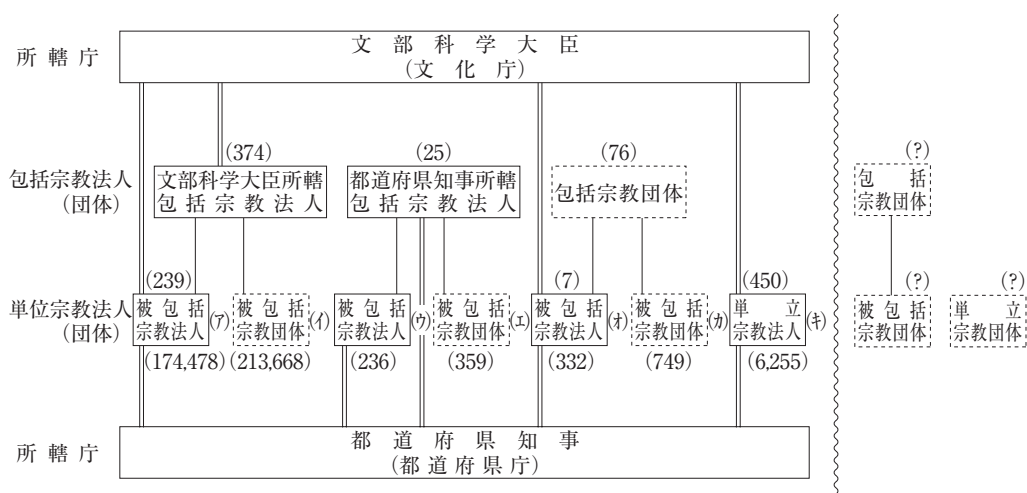 所轄庁
文部科学大臣
(文化庁)
(374)
(25)
(76)
(?)
包括宗教法人
(団体)
文部科学大臣所轄
包括宗教法人
都道府県知事所轄
包括宗教法人
包括宗教団体
包括
宗教団体
(239)
(7)
(450)
(?)
(?)
単位宗教法人
(団体)
被包括
宗教法人
(ア)
被包括
宗教団体
(イ)
被包括
宗教法人
(ウ)
被包括
宗教団体
(エ)
被包括
宗教法人
(オ)
被包括
宗教団体
(カ)
単立
宗教法人
(キ)
被包括
宗教団体
単立
宗教団体
(174,478)
(213,668)
(236)
(359)
(332)
(749)
(6,255)
所轄庁
都道府県知事
(都道府県庁)